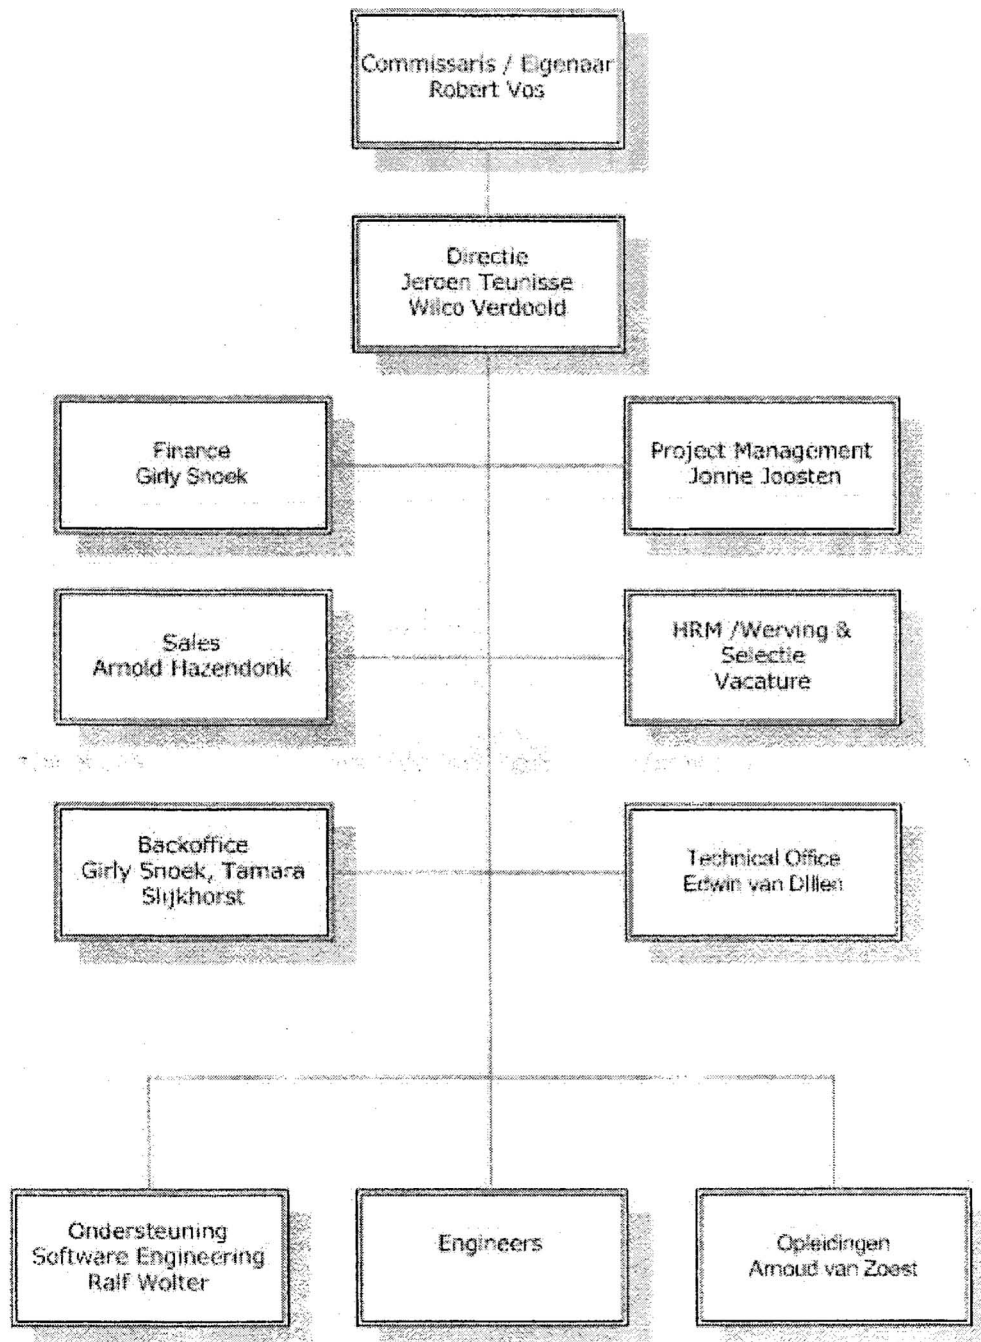 Commissaris / Eigenaar
Robert Vos
Directie
Jeroen Teunisse
Wilco Verdoold
Finance
Girly Snoek
Project Management
Jonne Joosten
Sales
Arnold Hazendonk
HRM /Werving &
Selectie
Vacature
Backoffice
Girly Snoek, Tamara
Slijkhorst
Technical Office
Edwin van Dillen
Ondersteuning
Software Engineering
Ralf Wolter
Engineers
Opleidingen
Arnoud van Zoest